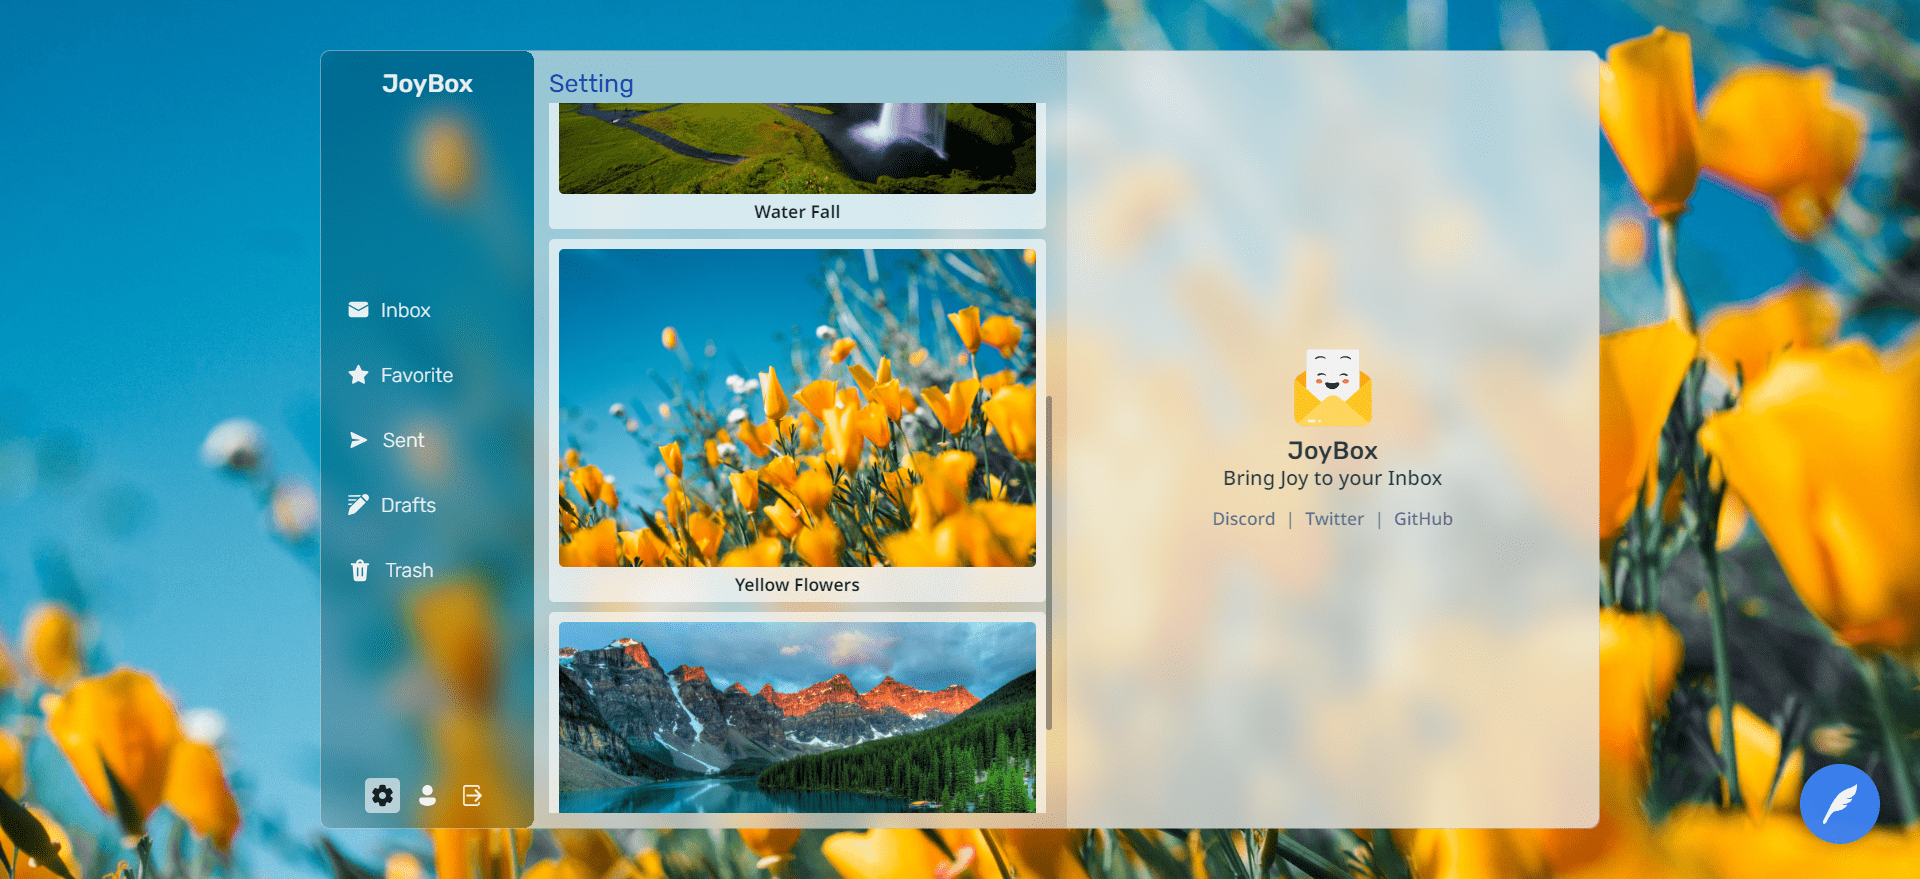 JoyBox
Inbox
Favorite
Sent
Drafts
Trash
Setting
Water Fall
Yellow Flowers
JoyBox
Bring Joy to your Inbox
Discord | Twitter | GitHub